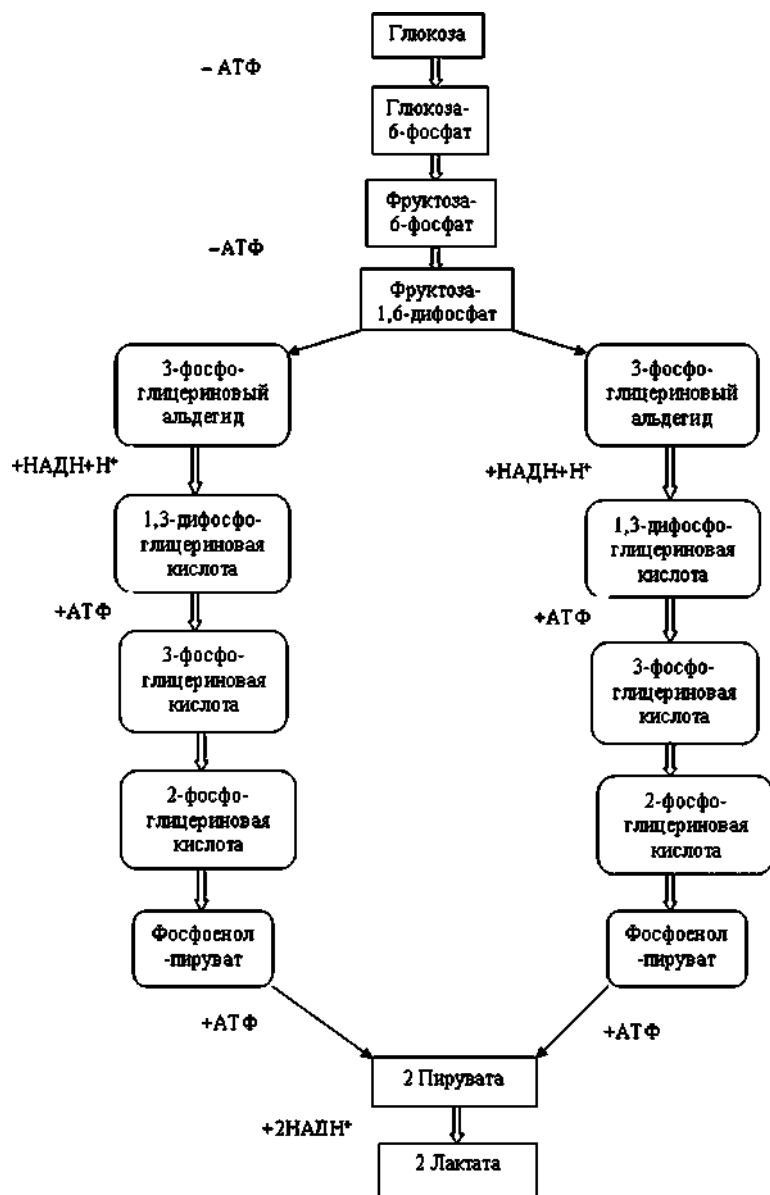 Глюкоза
– АТФ
Глюкоза-
6-фосфат
Фруктоза-
6-фосфат
–АТФ
Фруктоза-
1,6-дифосфат
3-фосфо-
глицериновый
альдегид
3-фосфо-
глицериновый
альдегид
+НАДН+Н⁺
+НАДН+Н⁺
1,3-дифосфо-
глицериновая
кислота
1,3-дифосфо-
глицериновая
кислота
+АТФ
+АТФ
3-фосфо-
глицериновая
кислота
3-фосфо-
глицериновая
кислота
2-фосфо-
глицериновая
кислота
2-фосфо-
глицериновая
кислота
Фосфоенол
-пируват
Фосфоенол
-пируват
+АТФ
+АТФ
2 Пирувата
+2НАДН⁺
2 Лактата